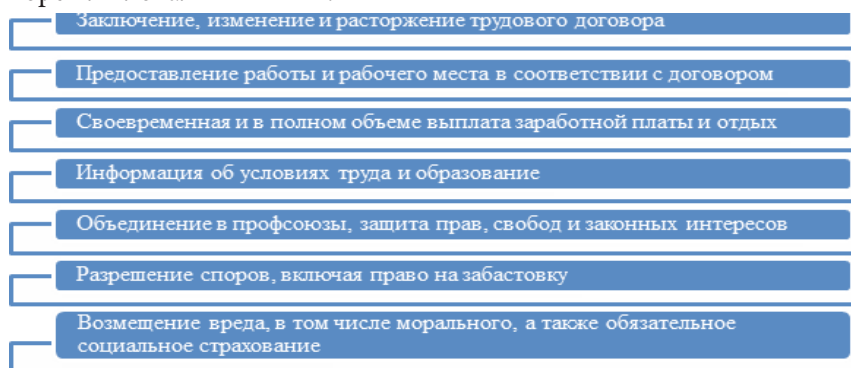 Заключение, изменение и расторжение трудового договора
Предоставление работы и рабочего места в соответствии с договором
Своевременная и в полном объеме выплата заработной платы и отдых
Информация об условиях труда и образование
Объединение в профсоюзы, защита прав, свобод и законных интересов
Разрешение споров, включая право на забастовку
Возмещение вреда, в том числе морального, а также обязательное
социальное страхование